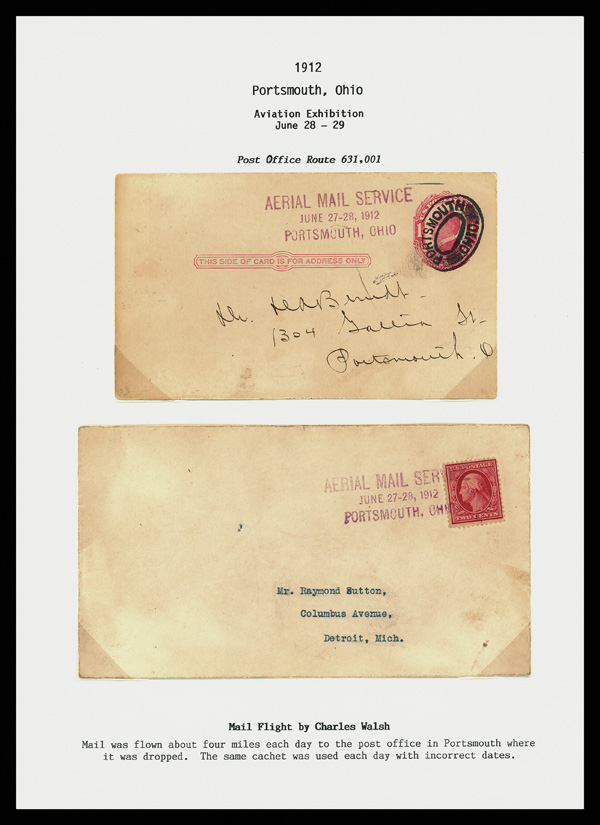 1912
Portsmouth, Ohio
Aviation Exhibition
June 28 - 29
Post Office Route 631.001
AERIAL MAIL SERVICE
JUNE 27-28, 1912
PORTSMOUTH, OHIO
PORTSMOUTH OHIO
1
THIS SIDE OF CARD IS FOR ADDRESS ONLY
1304 Gallia St.
Portsmouth. O
AERIAL MAIL SERV
JUNE 27-28, 1912
PORTSMOUTH, OHI
U.S. POSTAGE
TWO CENTS
Mr. Raymond Sutton,
Columbus Avenue,
Detroit, Mich.
Mail Flight by Charles Walsh
Mail was flown about four miles each day to the post office in Portsmouth where
it was dropped. The same cachet was used each day with incorrect dates.